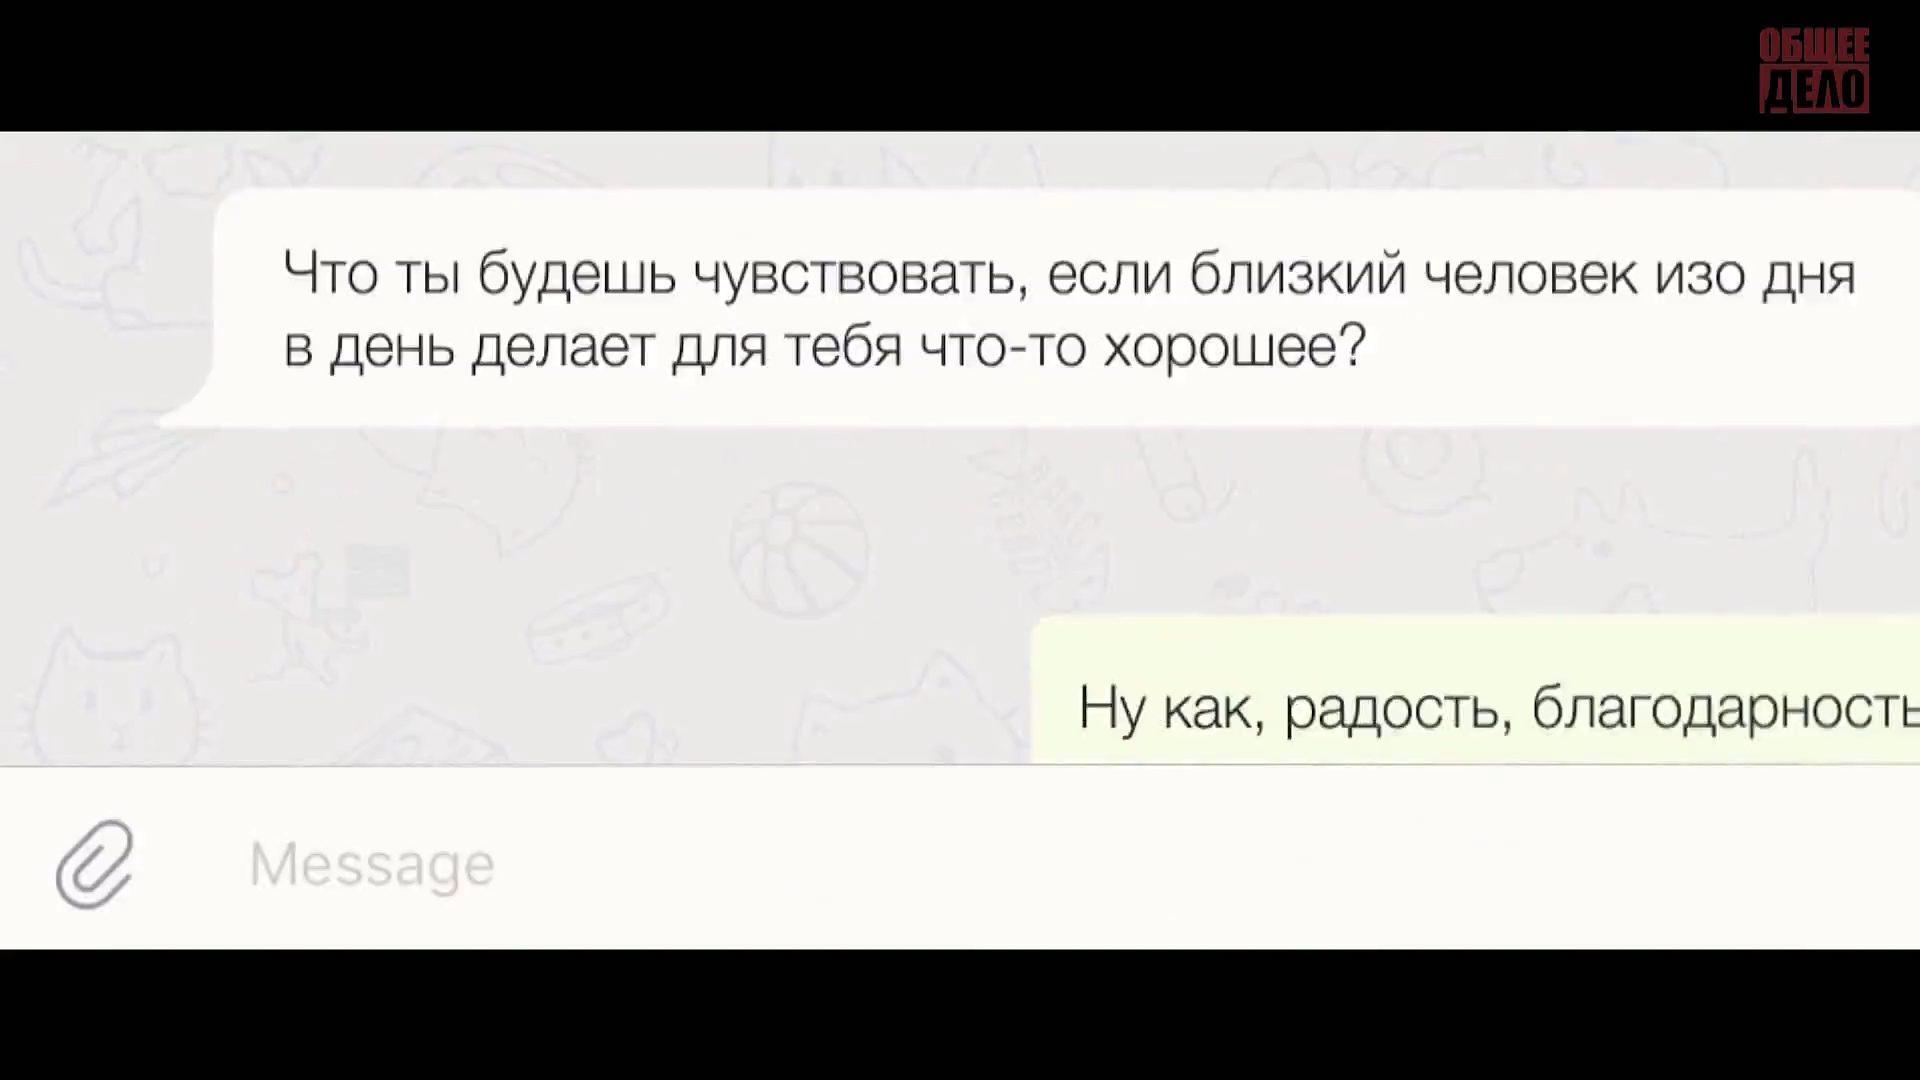 ОБЩЕЕ
ДЕЛО
Что ты будешь чувствовать, если близкий человек изо дня
в день делает для тебя что-то хорошее?
Ну как, радость, благодарность
Message